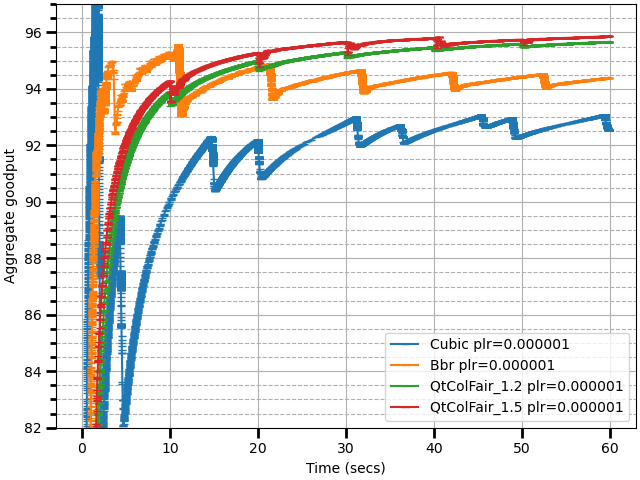 Aggregate goodput
96
94
92
90
88
86
84
82
0
10
20
30
40
50
60
Time (secs)
Cubic plr=0.000001
Bbr plr=0.000001
QtColFair_1.2 plr=0.000001
QtColFair_1.5 plr=0.000001